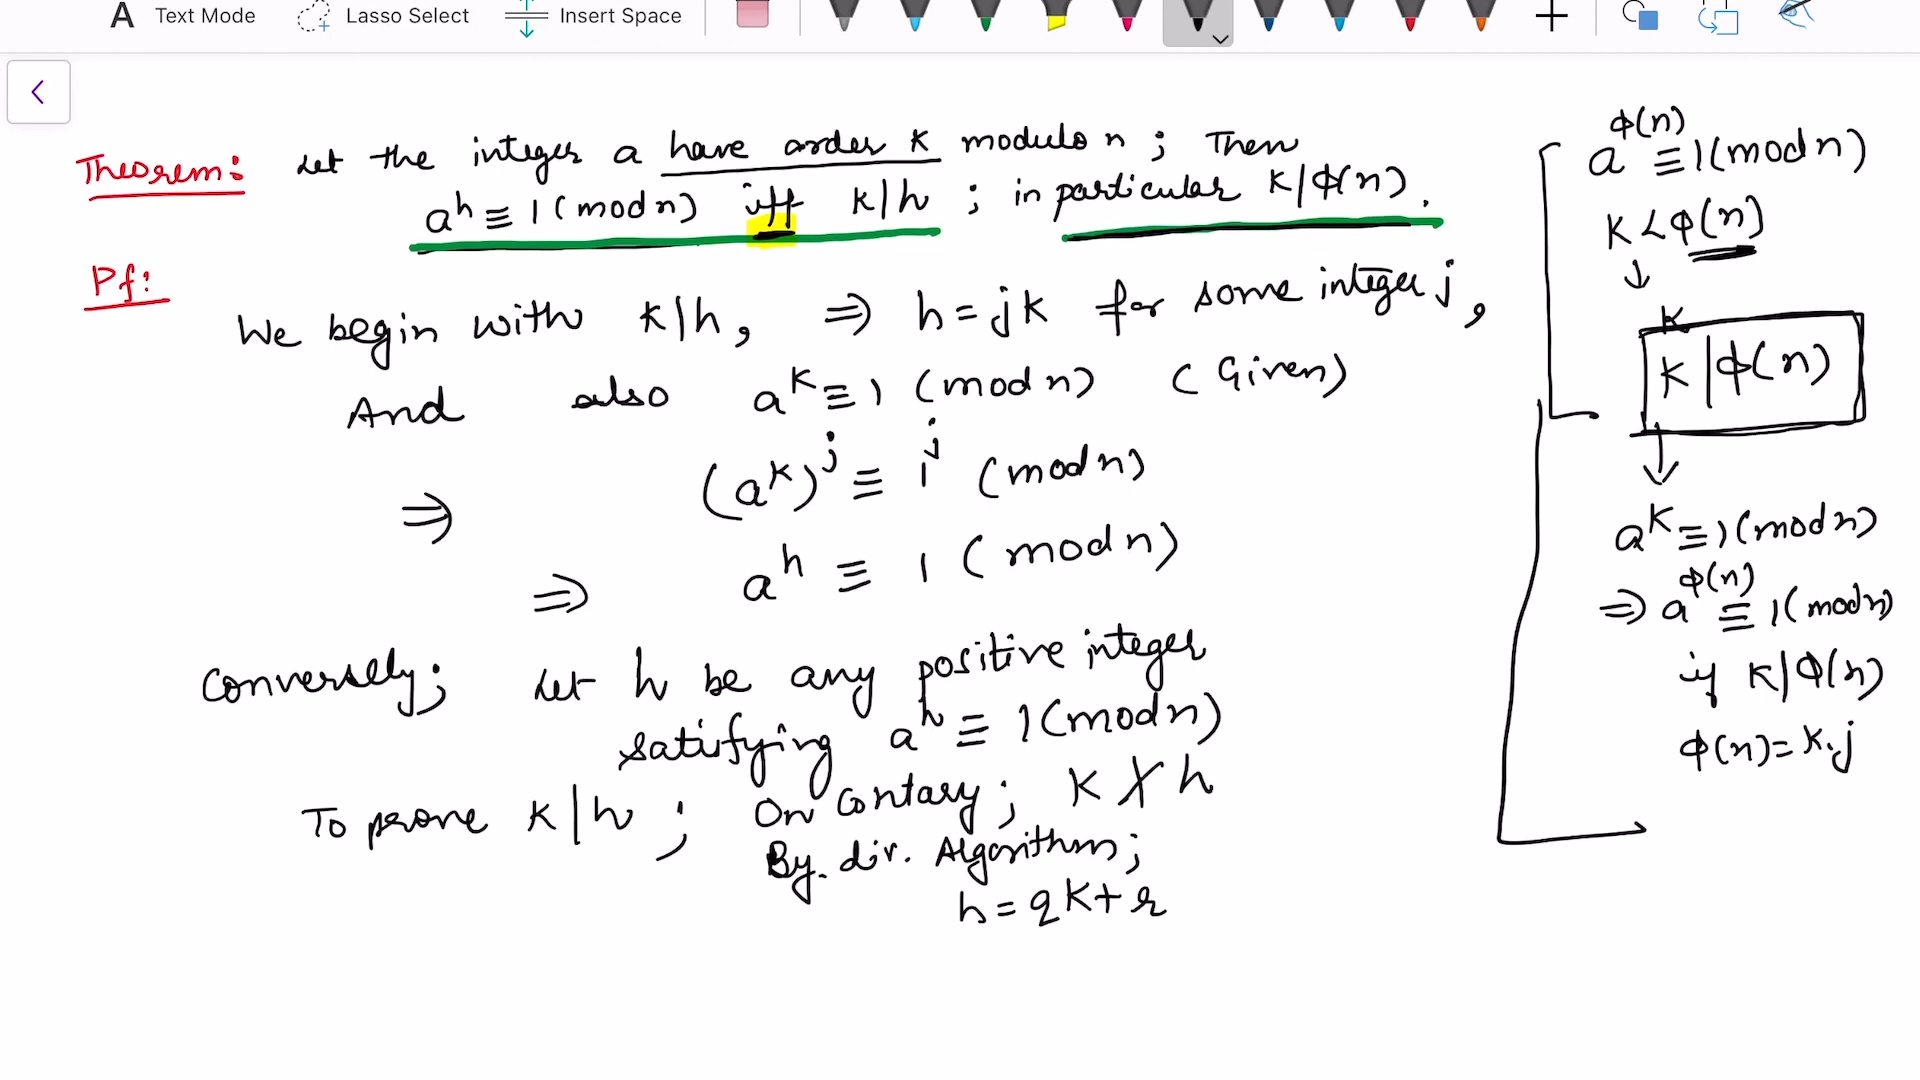 Text Mode Lasso Select Insert Space
Theorem: Let the integer a have order k modulo n ; Then
a^h ≡ 1 (mod n) iff k|h ; in particular k|ϕ(n).
Pf:
We begin with k|h, ⇒ h = jk for some integer j,
And also a^k ≡ 1 (mod n) (Given)
⇒ (a^k)^j ≡ 1^j (mod n)
⇒ a^h ≡ 1 (mod n)
Conversely; Let h be any positive integer
satisfying a^h ≡ 1 (mod n)
To prove k|h ; On contary; k ∤ h
By. div. Algorithm;
h = qk + r
a^ϕ(n) ≡ 1 (mod n)
k < ϕ(n)
↓
k
k|ϕ(n)
↓
a^k ≡ 1 (mod n)
⇒ a^ϕ(n) ≡ 1 (mod n)
if k|ϕ(n)
ϕ(n) = k.j